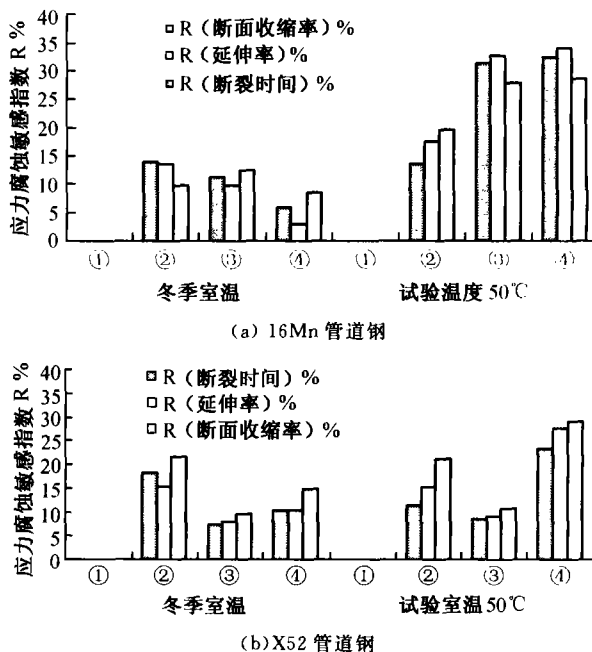 应力腐蚀敏感指数 R %
40
35
30
25
20
15
10
5
0
R（断面收缩率）%
R（延伸率）%
R（断裂时间）%
① ② ③ ④ ① ② ③ ④
冬季室温 试验温度 50℃
(a) 16Mn 管道钢
应力腐蚀敏感指数 R %
40
35
30
25
20
15
10
5
0
R（断裂时间）%
R（延伸率）%
R（断面收缩率）%
① ② ③ ④ ① ② ③ ④
冬季室温 试验室温 50℃
(b) X52 管道钢